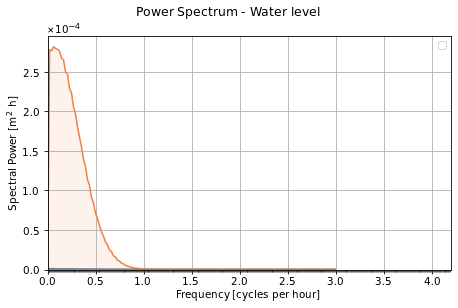 Power Spectrum - Water level
×10⁻⁴
2.5
2.0
1.5
1.0
0.5
0.0
Spectral Power [m² h]
0.0 0.5 1.0 1.5 2.0 2.5 3.0 3.5 4.0
Frequency [cycles per hour]